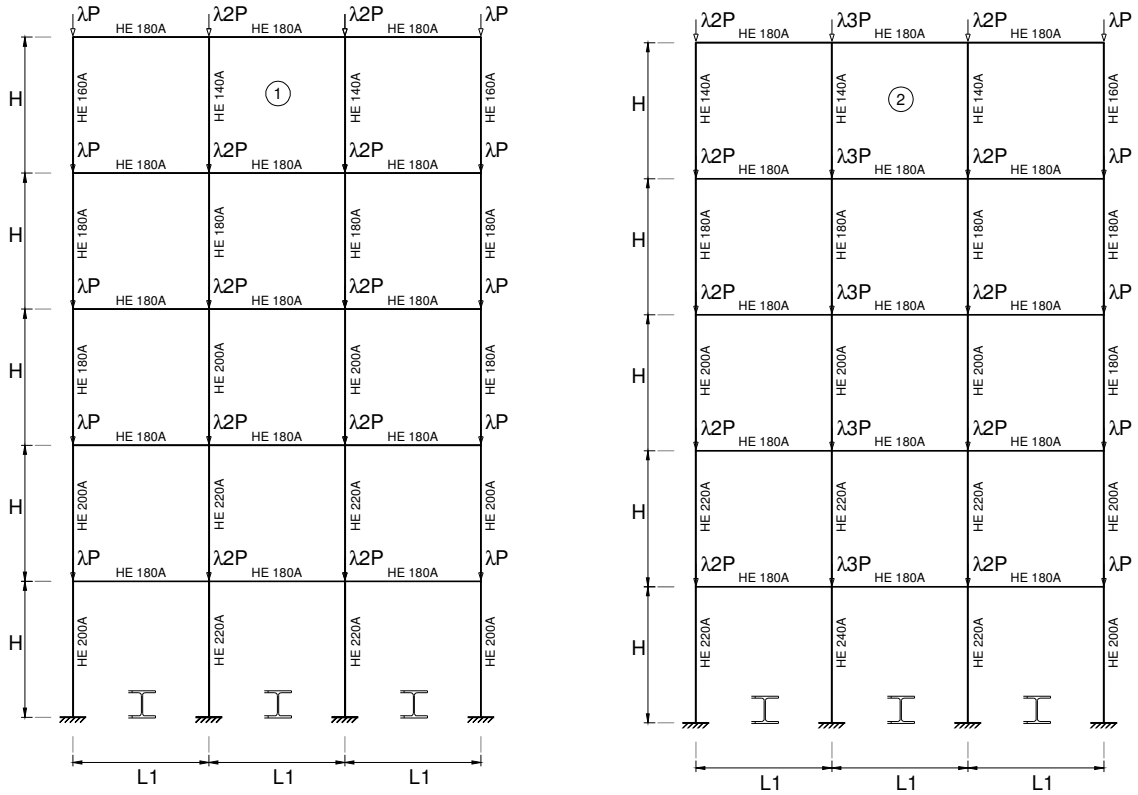 λP λ2P λ2P λP
HE 180A HE 180A HE 180A
H HE 160A HE 140A 1 HE 140A HE 160A
λP λ2P λ2P λP
HE 180A HE 180A HE 180A
H HE 180A HE 180A HE 180A HE 180A
λP λ2P λ2P λP
HE 180A HE 180A HE 180A
H HE 180A HE 200A HE 200A HE 180A
λP λ2P λ2P λP
HE 180A HE 180A HE 180A
H HE 200A HE 220A HE 220A HE 200A
λP λ2P λ2P λP
HE 180A HE 180A HE 180A
H HE 200A HE 220A HE 220A HE 200A
L1 L1 L1
λ2P λ3P λ2P λP
HE 180A HE 180A HE 180A
H HE 140A HE 140A 2 HE 140A HE 160A
λ2P λ3P λ2P λP
HE 180A HE 180A HE 180A
H HE 180A HE 180A HE 180A HE 180A
λ2P λ3P λ2P λP
HE 180A HE 180A HE 180A
H HE 200A HE 240A HE 200A HE 180A
λ2P λ3P λ2P λP
HE 180A HE 180A HE 180A
H HE 220A HE 220A HE 220A HE 200A
λ2P λ3P λ2P λP
HE 180A HE 180A HE 180A
H HE 220A HE 240A HE 220A HE 200A
L1 L1 L1